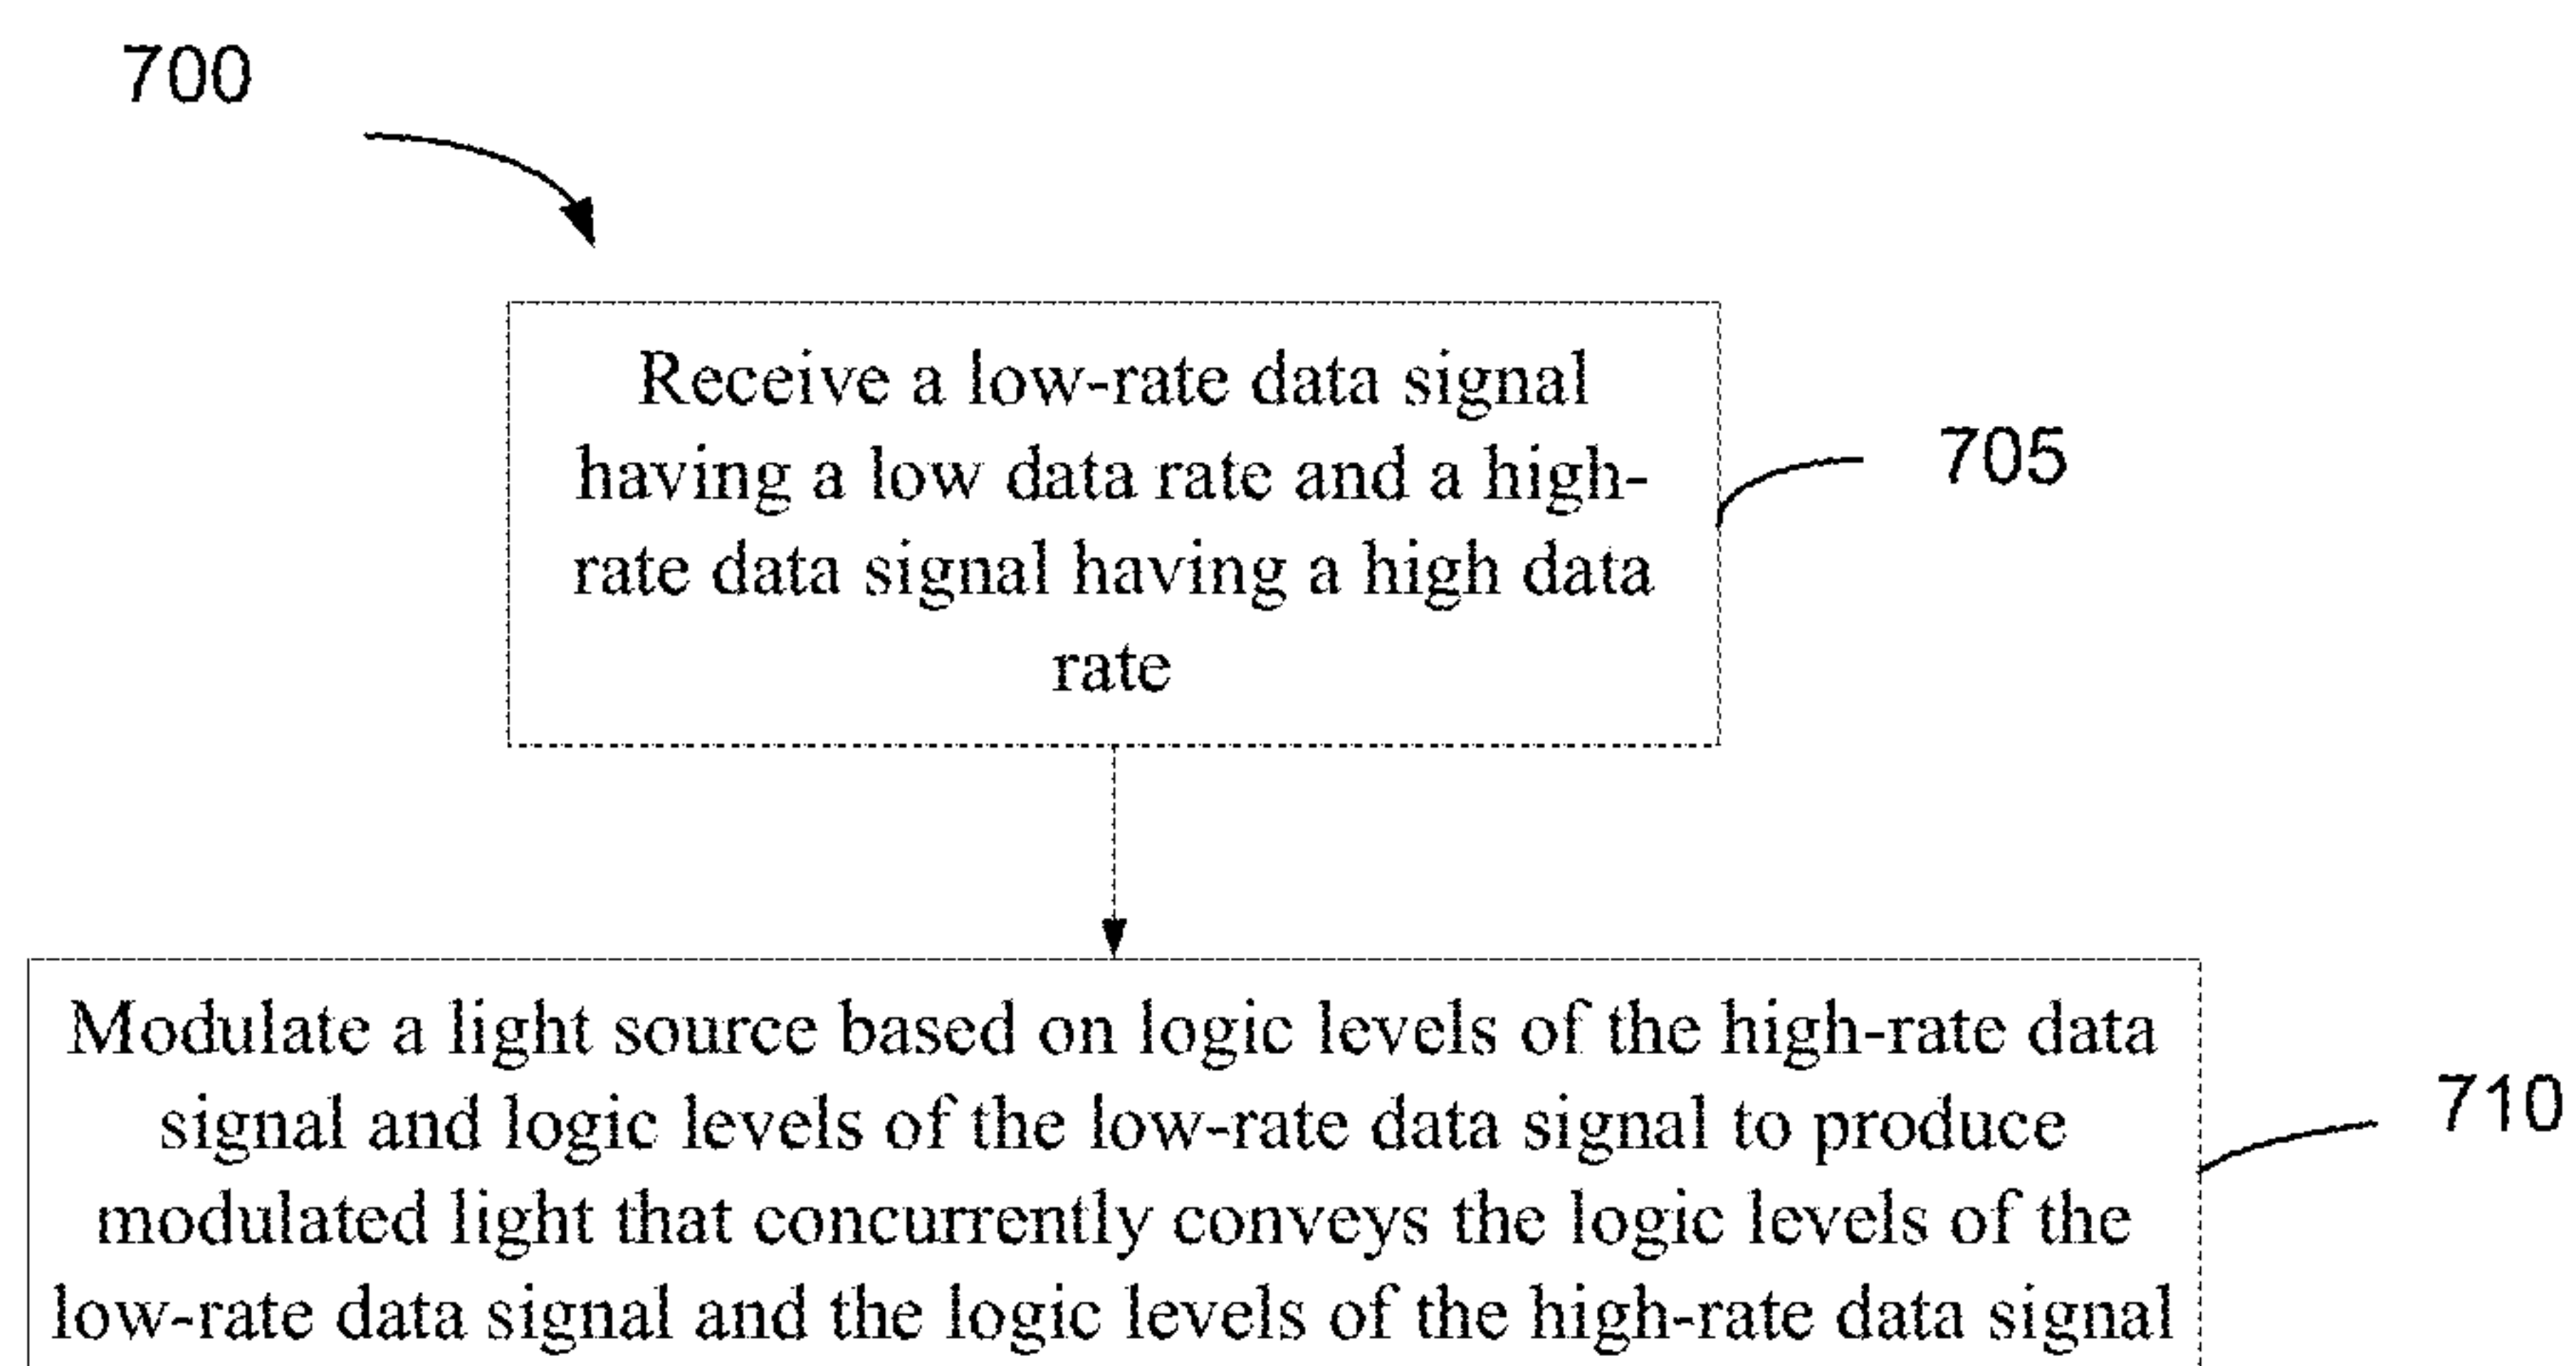 700
Receive a low-rate data signal
having a low data rate and a high-
rate data signal having a high data
rate
705
Modulate a light source based on logic levels of the high-rate data
signal and logic levels of the low-rate data signal to produce
modulated light that concurrently conveys the logic levels of the
low-rate data signal and the logic levels of the high-rate data signal
710